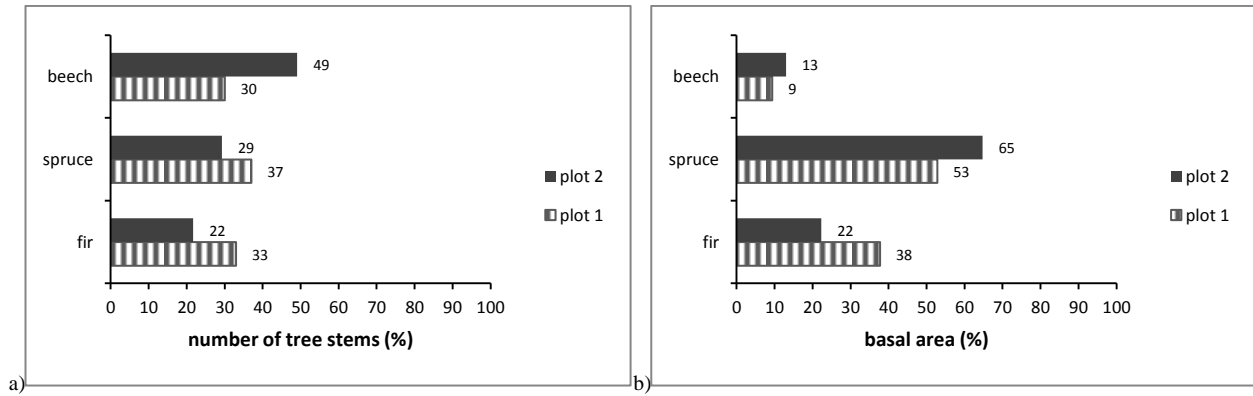 beech
49
30
spruce
29
37
fir
22
33
plot 2
plot 1
0 10 20 30 40 50 60 70 80 90 100
number of tree stems (%)
a)
beech
13
9
spruce
65
53
fir
22
38
plot 2
plot 1
0 10 20 30 40 50 60 70 80 90 100
basal area (%)
b)